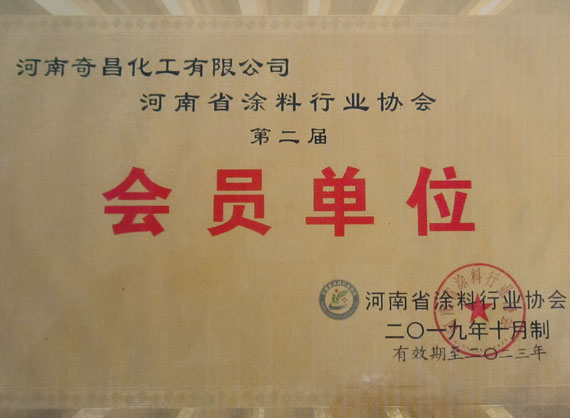 河南奇昌化工有限公司
河南省涂料行业协会
第二届
会员单位
河南省涂料行业协会
二〇一九年十月制
有效期至二〇二三年